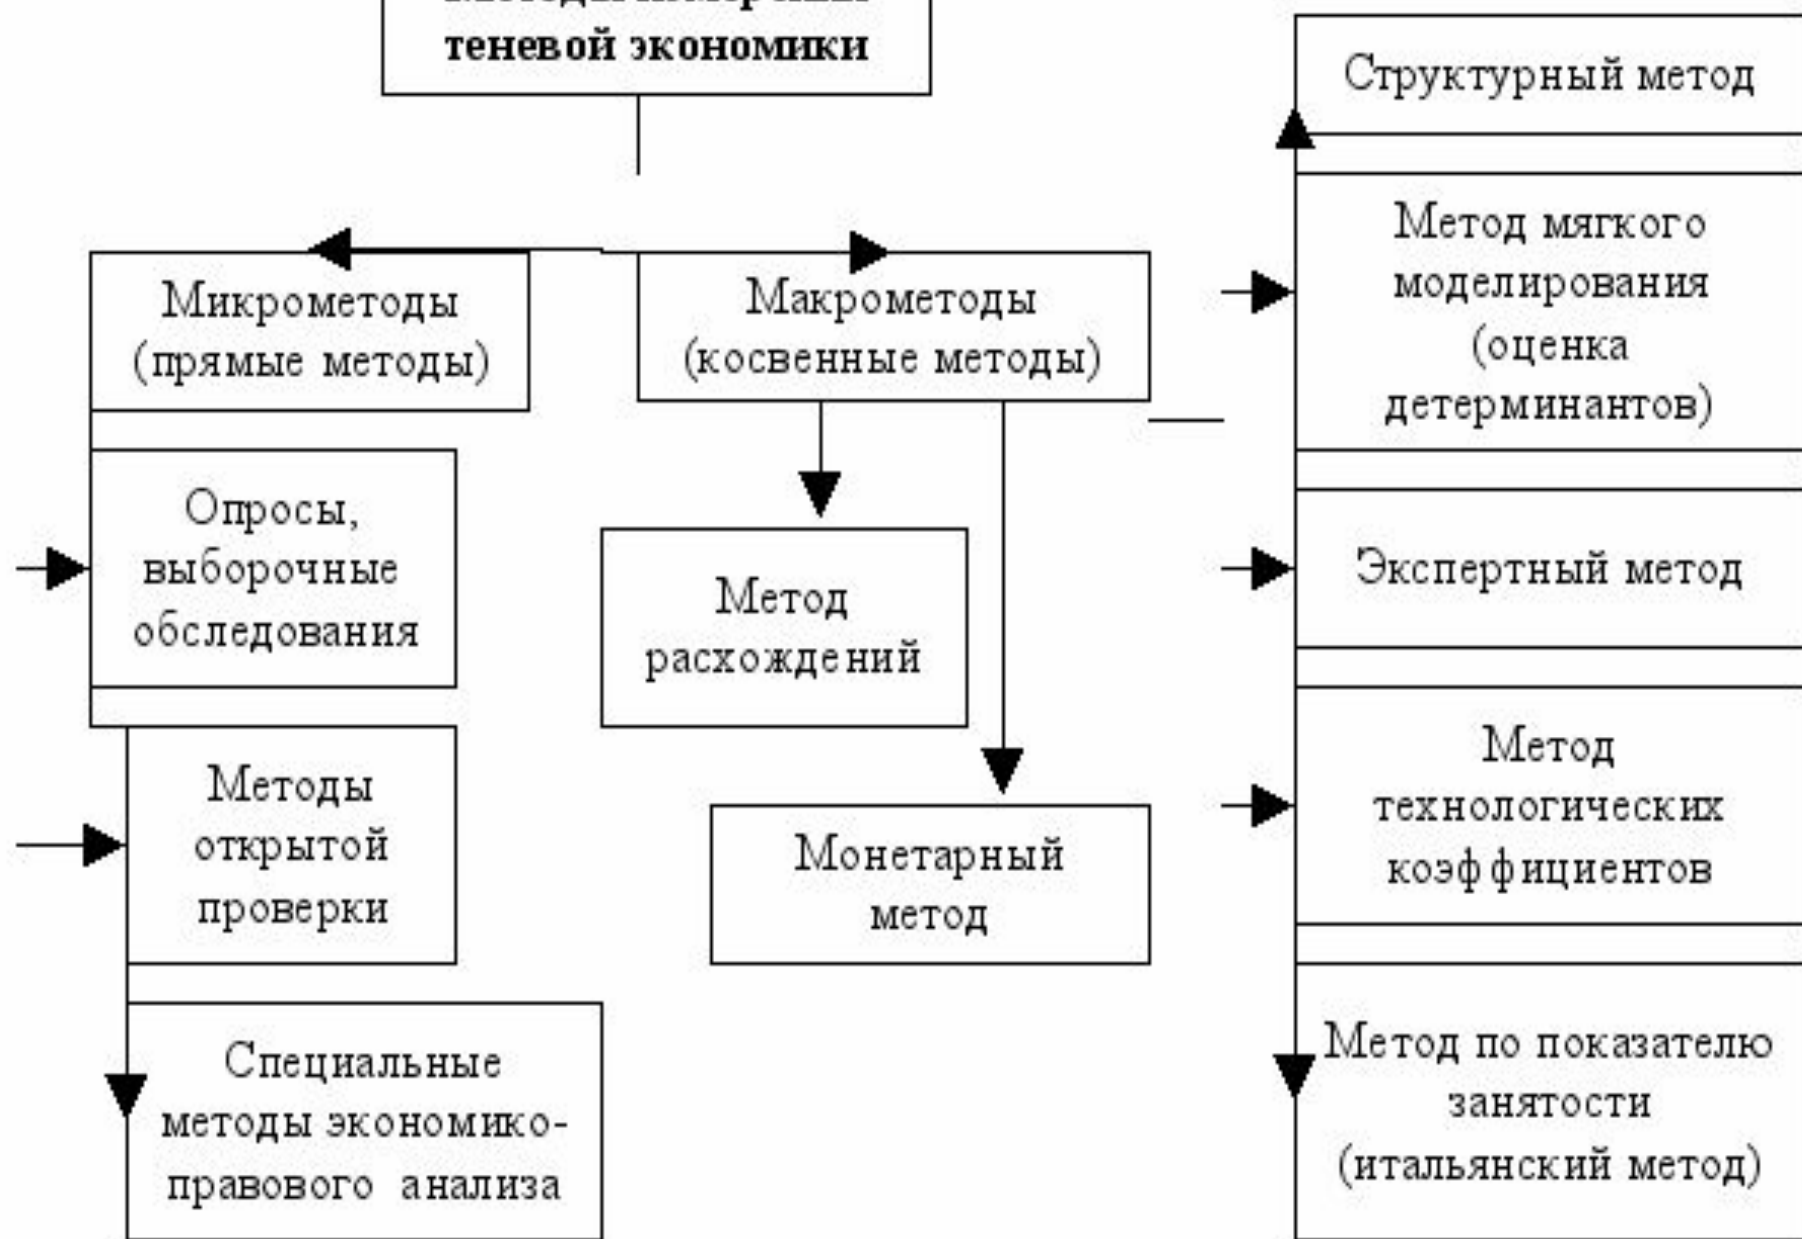 теневой экономики
Микрометоды
(прямые методы)
Опросы,
выборочные
обследования
Методы
открытой
проверки
Специальные
методы экономико-
правового анализа
Макрометоды
(косвенные методы)
Метод
расхождений
Монетарный
метод
Структурный метод
Метод мягкого
моделирования
(оценка
детерминантов)
Экспертный метод
Метод
технологических
коэффициентов
Метод по показателю
занятости
(итальянский метод)